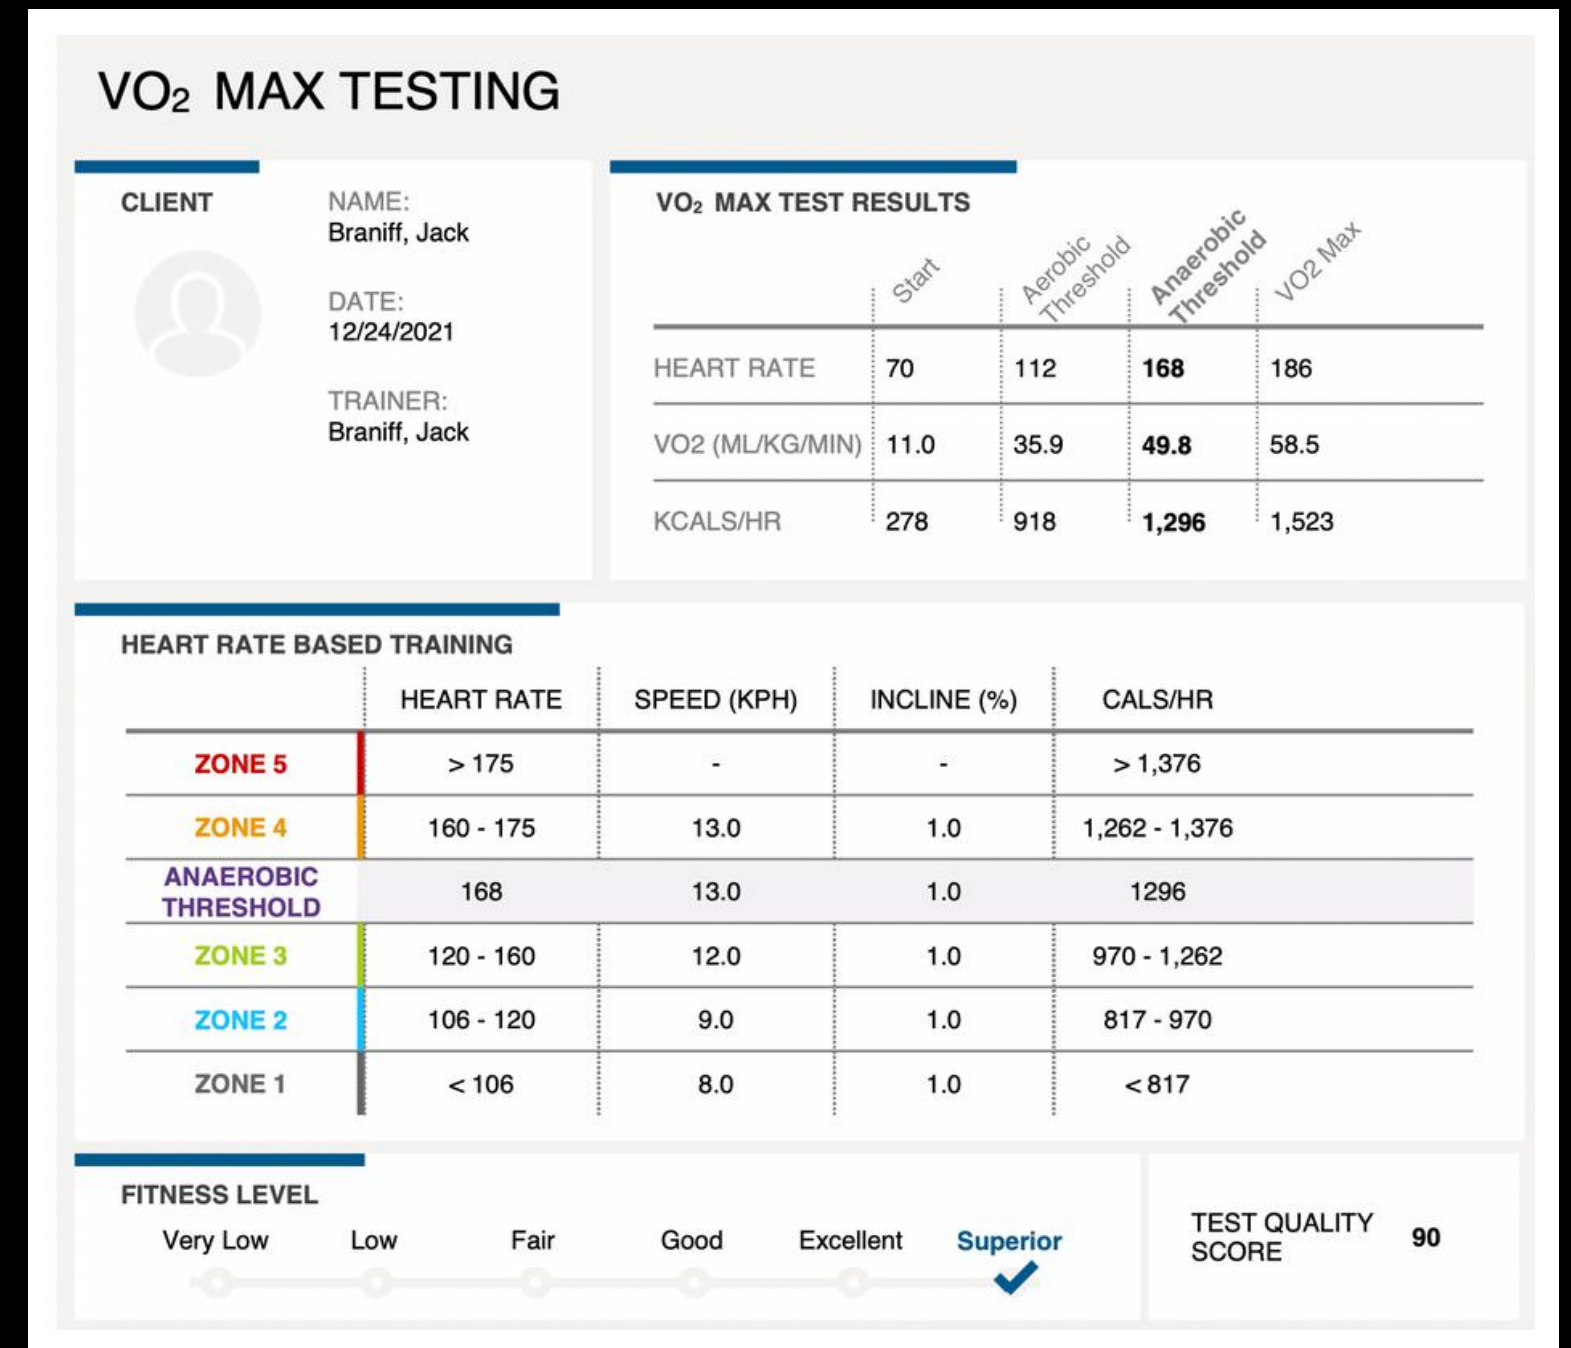 VO₂ MAX TESTING
CLIENT
NAME:
Braniff, Jack
DATE:
12/24/2021
TRAINER:
Braniff, Jack
VO₂ MAX TEST RESULTS
Start Aerobic Threshold Anaerobic Threshold VO2 Max
HEART RATE 70 112 168 186
VO2 (ML/KG/MIN) 11.0 35.9 49.8 58.5
KCALS/HR 278 918 1,296 1,523
HEART RATE BASED TRAINING
HEART RATE SPEED (KPH) INCLINE (%) CALS/HR
ZONE 5 > 175 - - > 1,376
ZONE 4 160 - 175 13.0 1.0 1,262 - 1,376
ANAEROBIC THRESHOLD 168 13.0 1.0 1296
ZONE 3 120 - 160 12.0 1.0 970 - 1,262
ZONE 2 106 - 120 9.0 1.0 817 - 970
ZONE 1 < 106 8.0 1.0 < 817
FITNESS LEVEL
Very Low Low Fair Good Excellent Superior
TEST QUALITY SCORE 90